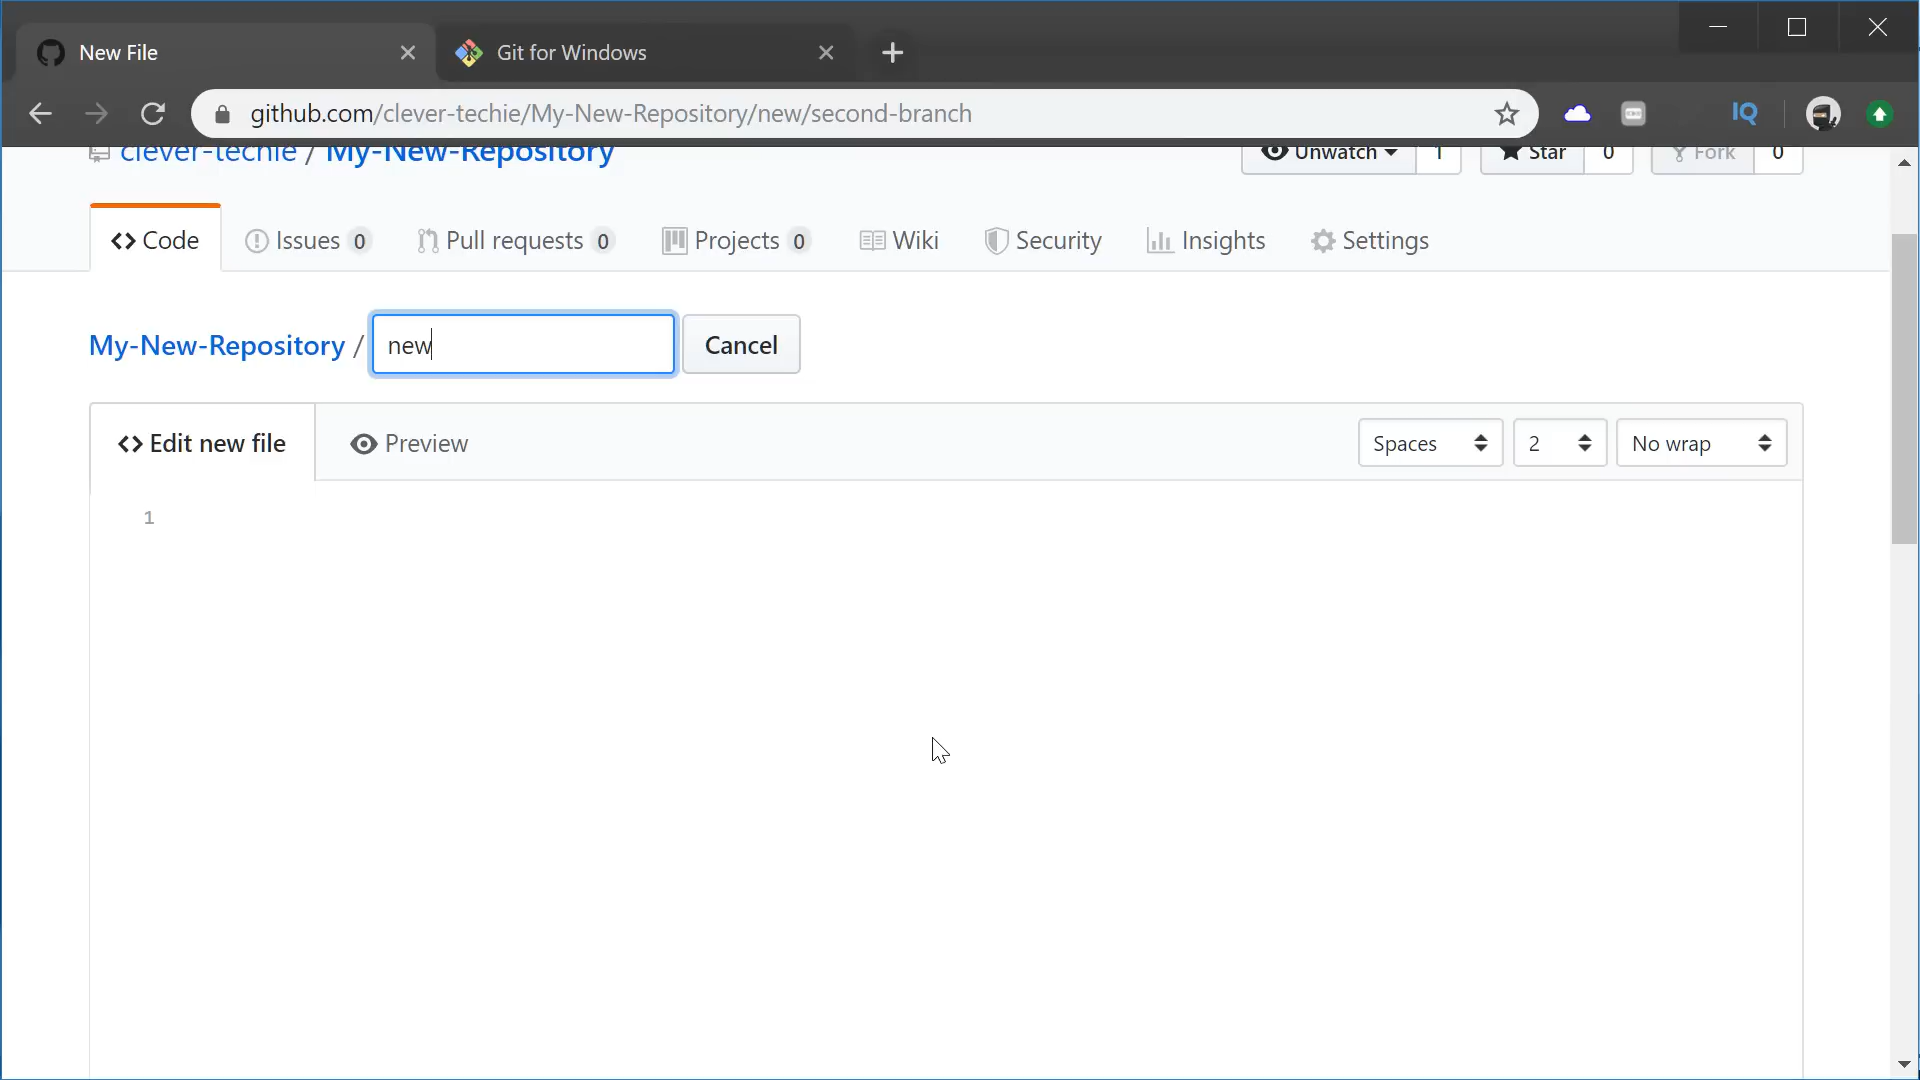 New File
Git for Windows
github.com/clever-techie/My-New-Repository/new/second-branch
IQ
clever-techie / My-New-Repository
Unwatch 1 Star 0 Fork 0
Code Issues 0 Pull requests 0 Projects 0 Wiki Security Insights Settings
My-New-Repository / new Cancel
Edit new file Preview Spaces 2 No wrap
1